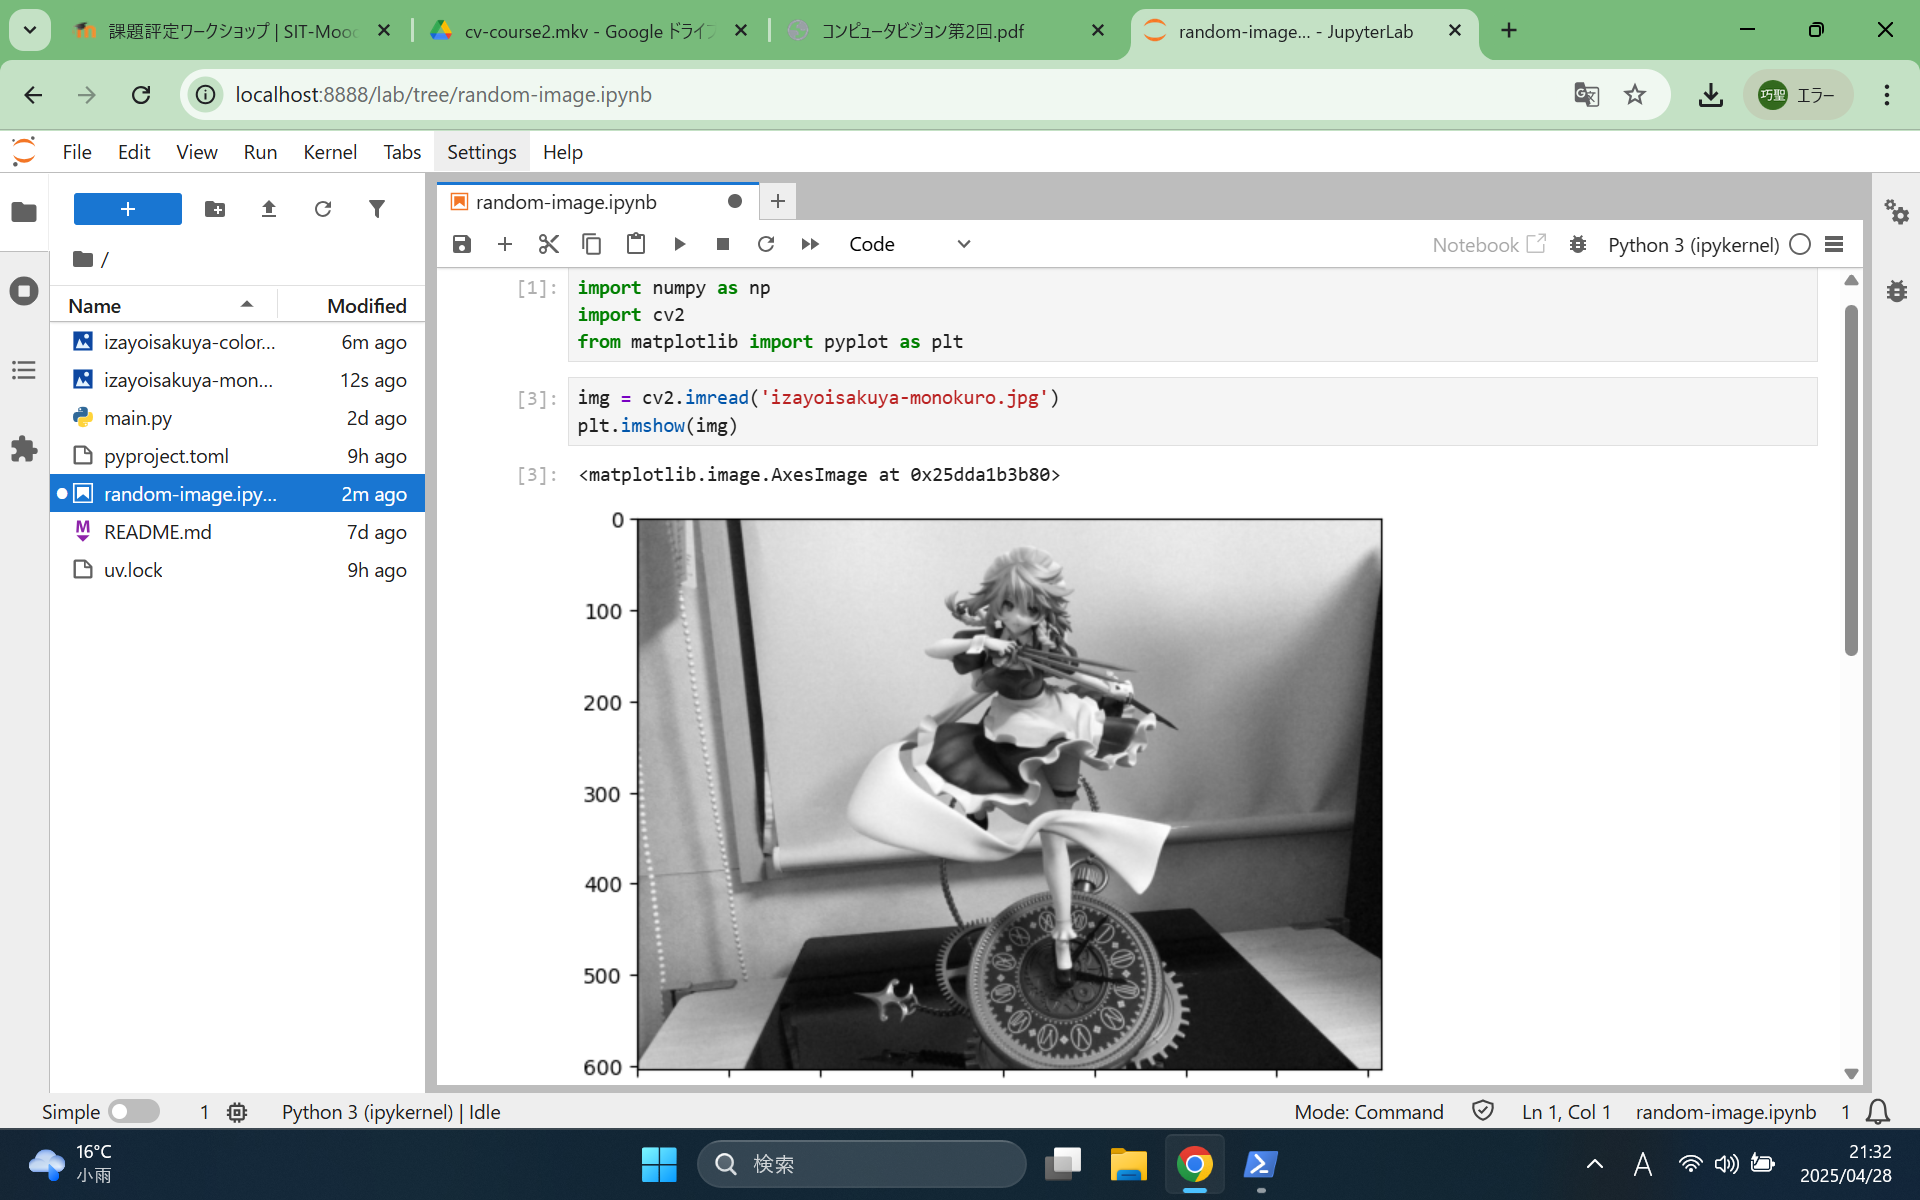 課題評定ワークショップ | SIT-Mooc
cv-course2.mkv - Google ドライブ
コンピュータビジョン第2回.pdf
random-image... - JupyterLab
localhost:8888/lab/tree/random-image.ipynb
巧聖
エラー
File Edit View Run Kernel Tabs Settings Help
random-image.ipynb
/
Code
Notebook
Python 3 (ipykernel)
Name Modified
izayoisakuya-color... 6m ago
izayoisakuya-mon... 12s ago
main.py 2d ago
pyproject.toml 9h ago
random-image.ipy... 2m ago
README.md 7d ago
uv.lock 9h ago
[1]: import numpy as np
import cv2
from matplotlib import pyplot as plt
[3]: img = cv2.imread('izayoisakuya-monokuro.jpg')
plt.imshow(img)
[3]: <matplotlib.image.AxesImage at 0x25dda1b3b80>
0
100
200
300
400
500
600
Simple 1 Python 3 (ipykernel) | Idle Mode: Command Ln 1, Col 1 random-image.ipynb 1
16°C
小雨
検索
A
21:32
2025/04/28